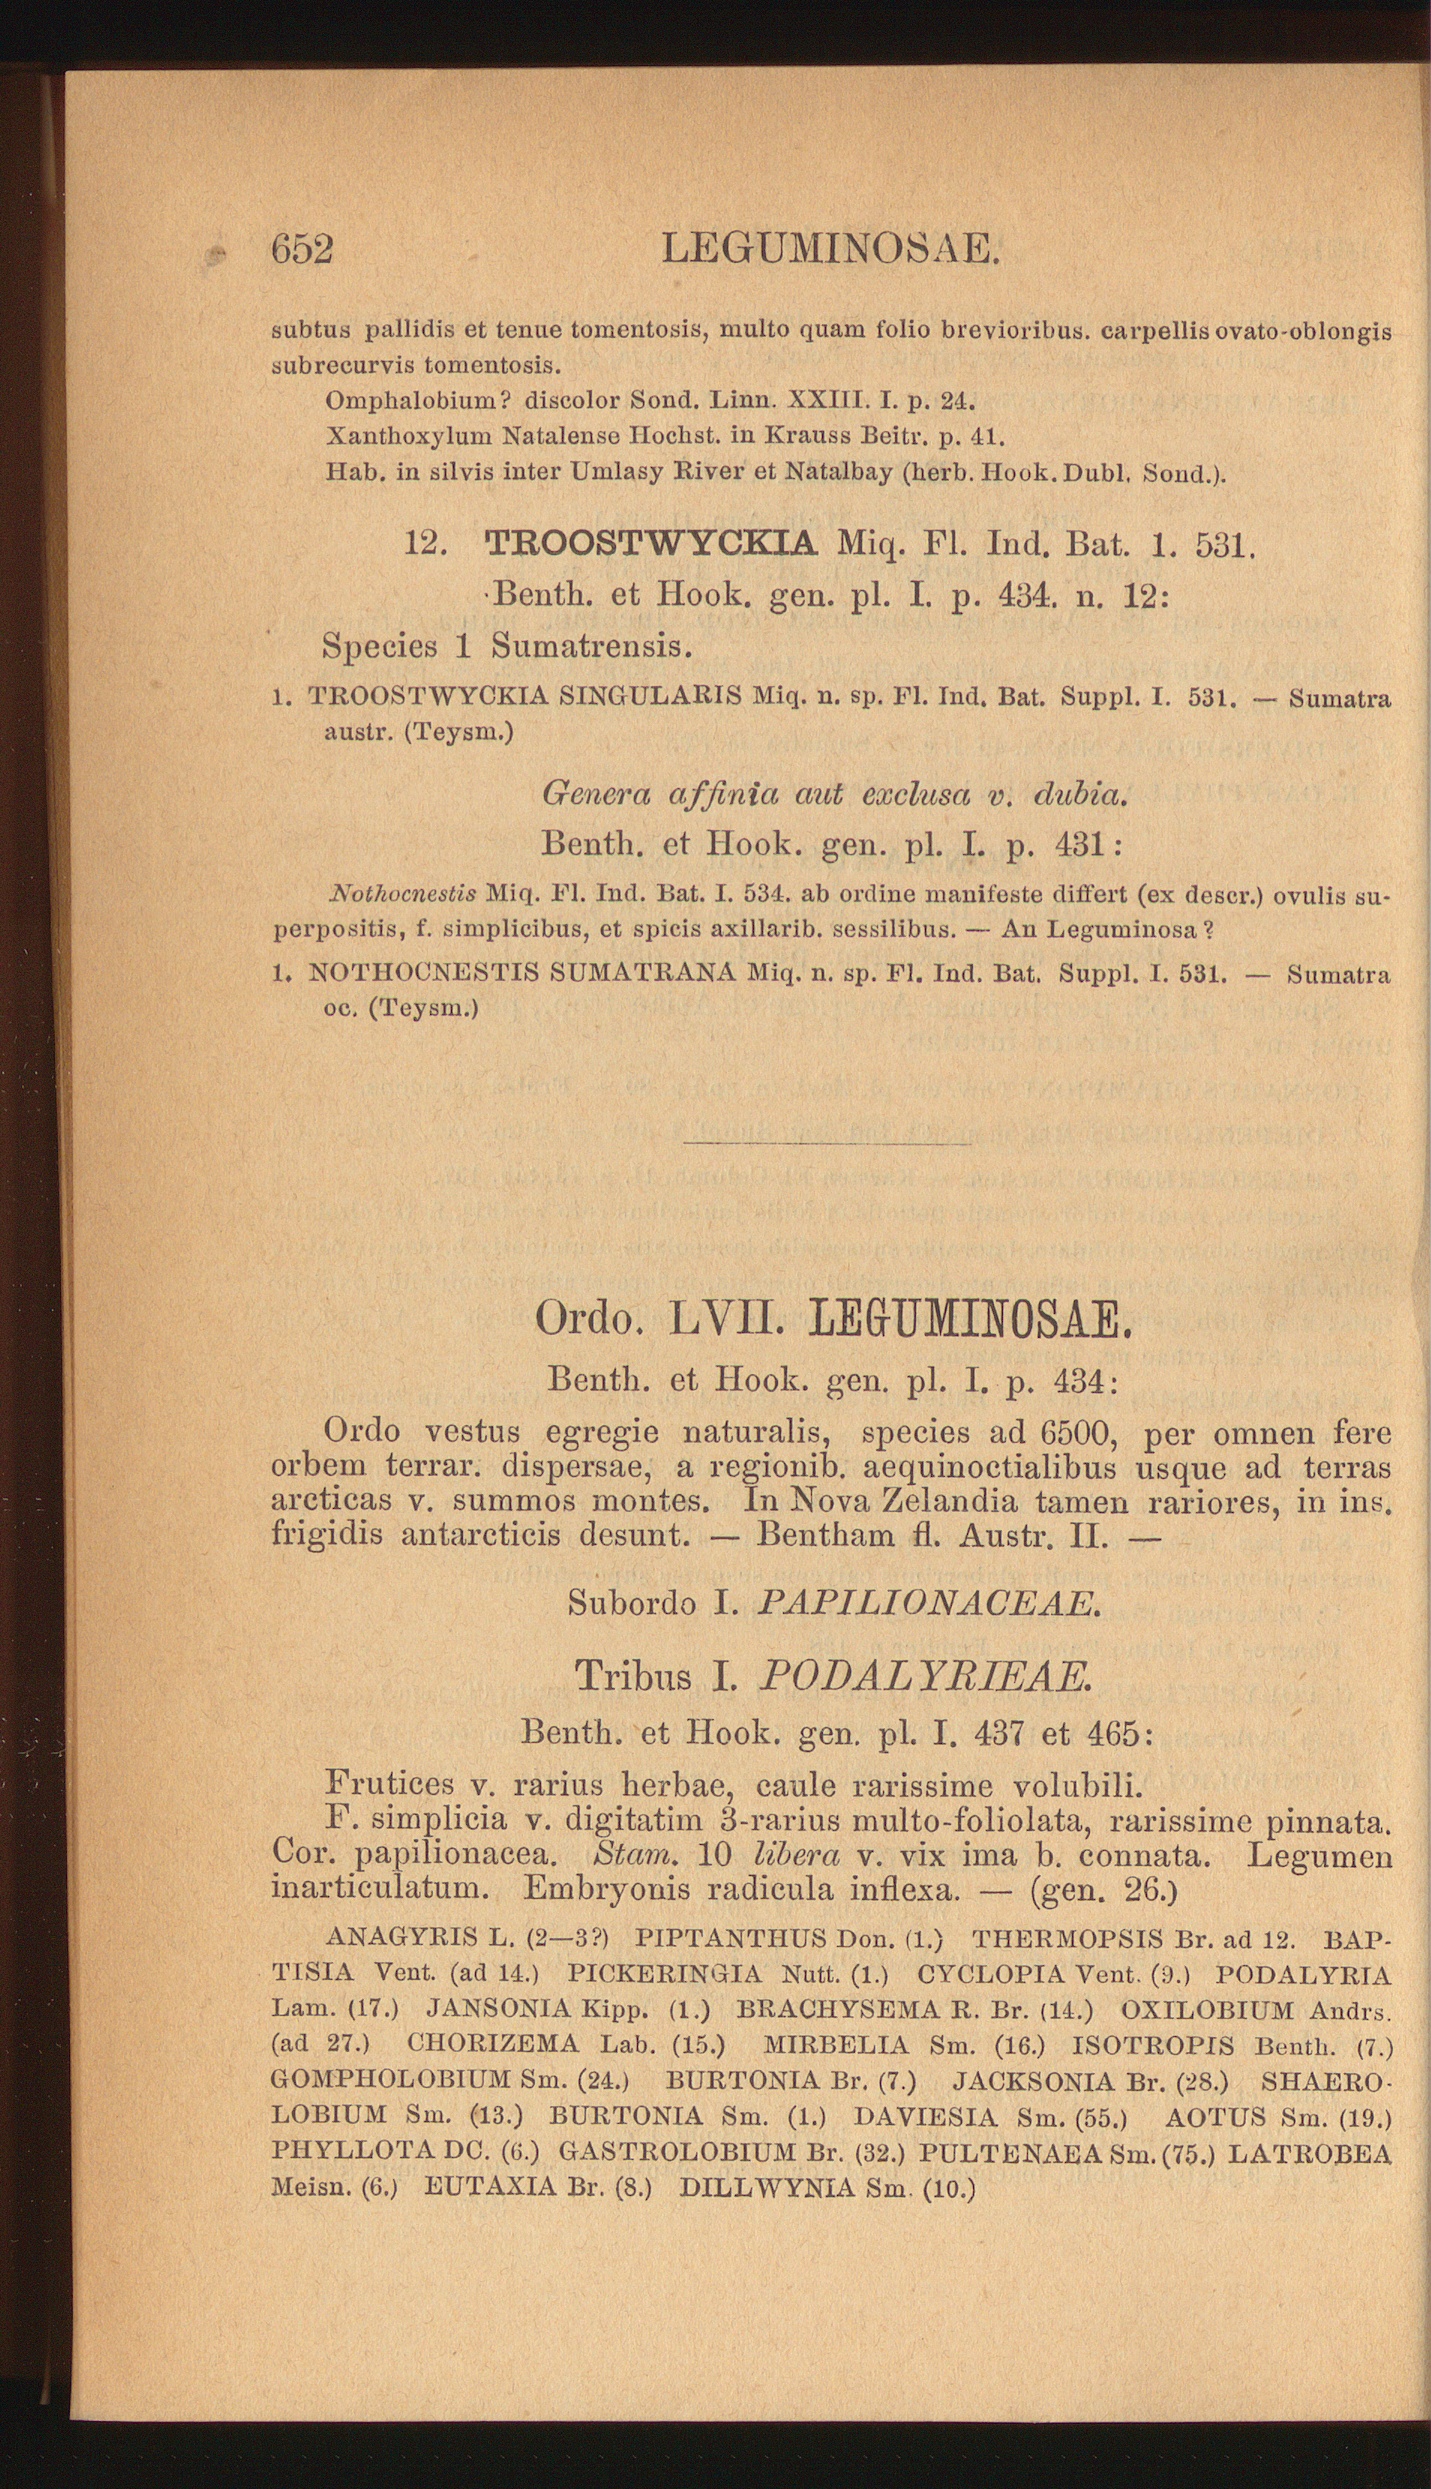 652 LEGUMINOSAE.
subtus pallidis et tenue tomentosis, multo quam folio brevioribus. carpellis ovato-oblongis
subrecurvis tomentosis.
Omphalobium? discolor Sond. Linn. XXIII. I. p. 24.
Xanthoxylum Natalense Hochst. in Krauss Beitr. p. 41.
Hab. in silvis inter Umlasy River et Natalbay (herb. Hook. Dubl. Sond.).
12. TROOSTWYCKIA Miq. Fl. Ind. Bat. 1. 531.
Benth. et Hook. gen. pl. I. p. 434. n. 12:
Species 1 Sumatrensis.
1. TROOSTWYCKIA SINGULARIS Miq. n. sp. Fl. Ind. Bat. Suppl. I. 531. — Sumatra
austr. (Teysm.)
Genera affinia aut exclusa v. dubia.
Benth. et Hook. gen. pl. I. p. 431:
Nothocnestis Miq. Fl. Ind. Bat. I. 534. ab ordine manifeste differt (ex descr.) ovulis su-
perpositis, f. simplicibus, et spicis axillarib. sessilibus. — An Leguminosa?
1. NOTHOCNESTIS SUMATRANA Miq. n. sp. Fl. Ind. Bat. Suppl. I. 531. — Sumatra
oc. (Teysm.)
Ordo. LVII. LEGUMINOSAE.
Benth. et Hook. gen. pl. I. p. 434:
Ordo vestus egregie naturalis, species ad 6500, per omnen fere
orbem terrar. dispersae, a regionib. aequinoctialibus usque ad terras
arcticas v. summos montes. In Nova Zelandia tamen rariores, in ins.
frigidis antarcticis desunt. — Bentham fl. Austr. II. —
Subordo I. PAPILIONACEAE.
Tribus I. PODALYRIEAE.
Benth. et Hook. gen. pl. I. 437 et 465:
Frutices v. rarius herbae, caule rarissime volubili.
F. simplicia v. digitatim 3-rarius multo-foliolata, rarissime pinnata.
Cor. papilionacea. Stam. 10 libera v. vix ima b. connata. Legumen
inarticulatum. Embryonis radicula inflexa. — (gen. 26.)
ANAGYRIS L. (2—3?) PIPTANTHUS Don. (1.) THERMOPSIS Br. ad 12. BAP-
TISIA Vent. (ad 14.) PICKERINGIA Nutt. (1.) CYCLOPIA Vent. (9.) PODALYRIA
Lam. (17.) JANSONIA Kipp. (1.) BRACHYSEMA R. Br. (14.) OXILOBIUM Andrs.
(ad 27.) CHORIZEMA Lab. (15.) MIRBELIA Sm. (16.) ISOTROPIS Benth. (7.)
GOMPHOLOBIUM Sm. (24.) BURTONIA Br. (7.) JACKSONIA Br. (28.) SHAERO-
LOBIUM Sm. (13.) BURTONIA Sm. (1.) DAVIESIA Sm. (55.) AOTUS Sm. (19.)
PHYLLOTA DC. (6.) GASTROLOBIUM Br. (32.) PULTENAEA Sm. (75.) LATROBEA
Meisn. (6.) EUTAXIA Br. (8.) DILLWYNIA Sm. (10.)